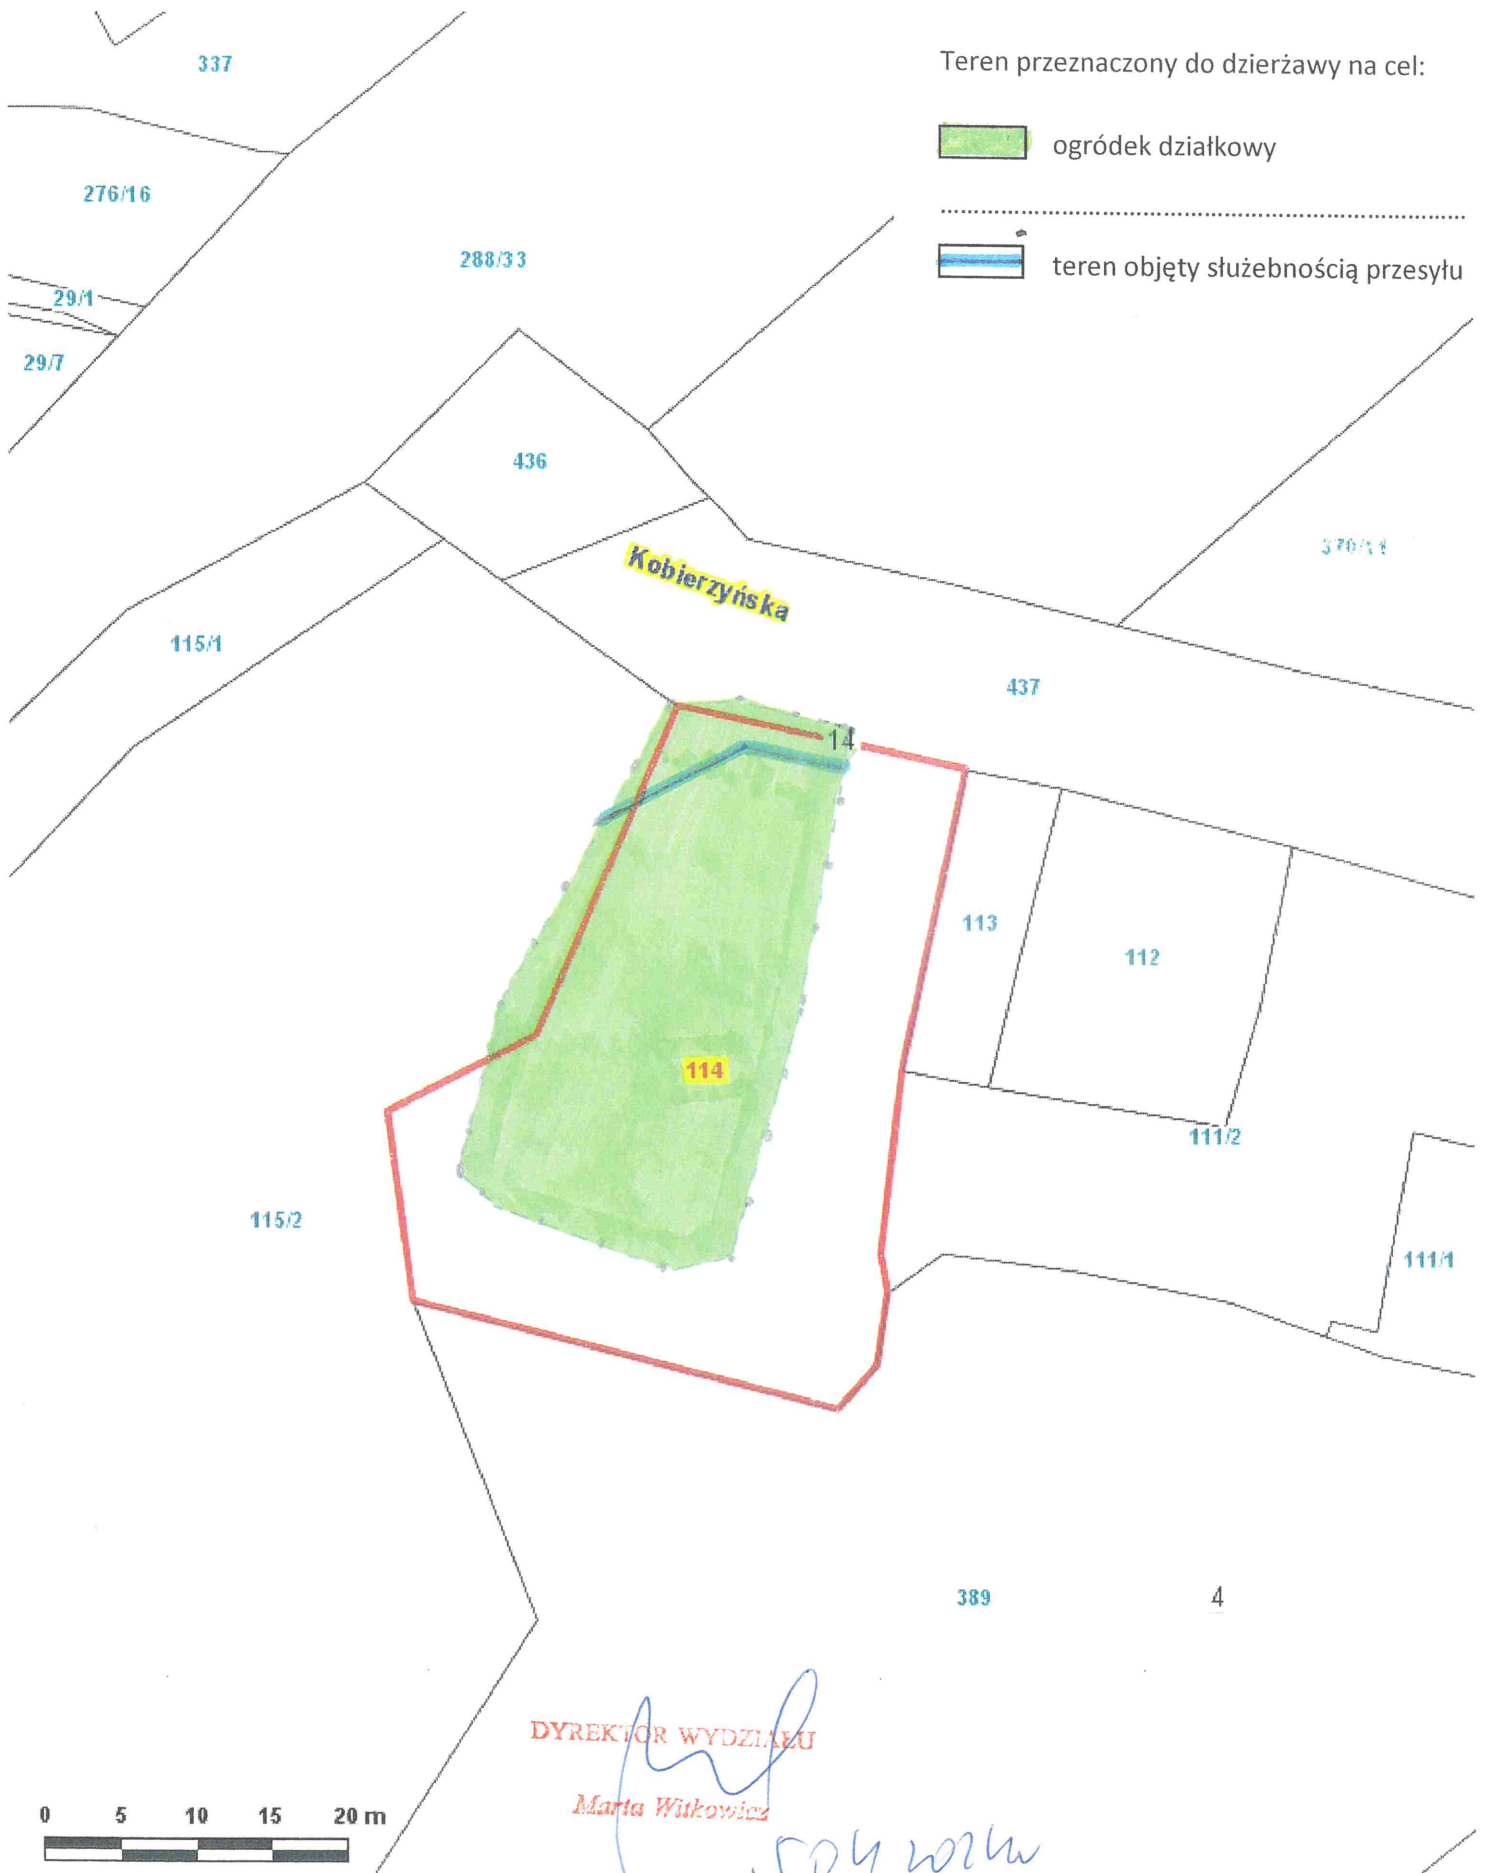 337
Teren przeznaczony do dzierżawy na cel:
ogródek działkowy
276/16
288/33
teren objęty służebnością przesyłu
29/1
29/7
436
370/11
Kobierzyńska
115/1
437
14
113
112
114
111/2
115/2
111/1
389
4
DYREKTOR WYDZIAŁU
Marta Witkowicz
0 5 10 15 20 m